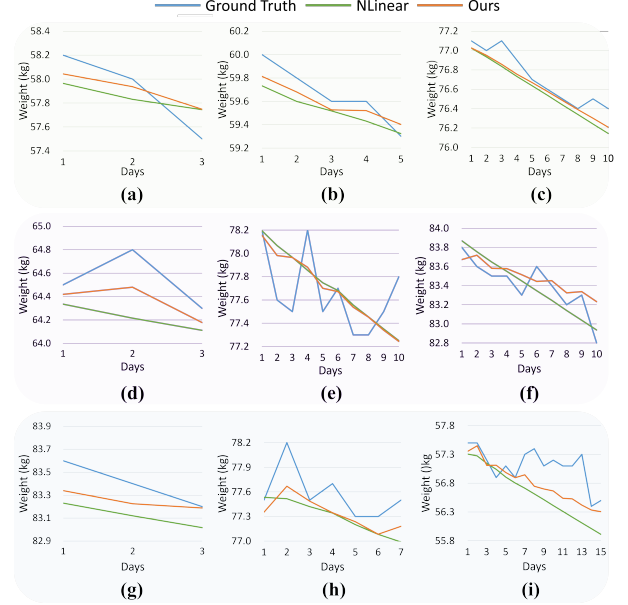 Ground Truth NLinear Ours
58.4 58.2 58.0 57.8 57.6 57.4
Weight (kg)
1 2 3
Days
(a)
60.2 60.0 59.8 59.6 59.4 59.2
Weight (kg)
1 2 3 4 5
Days
(b)
77.2 77.0 76.8 76.6 76.4 76.2 76.0
Weight (kg)
1 2 3 4 5 6 7 8 9 10
Days
(c)
65.0 64.8 64.6 64.4 64.2 64.0
Weight (kg)
1 2 3
Days
(d)
78.2 78.0 77.8 77.6 77.4 77.2
Weight (kg)
1 2 3 4 5 6 7 8 9 10
Days
(e)
84.0 83.8 83.6 83.4 83.2 83.0 82.8
Weight (kg)
1 2 3 4 5 6 7 8 9 10
Days
(f)
83.9 83.7 83.5 83.3 83.1 82.9
Weight (kg)
1 2 3
Days
(g)
78.2 77.9 77.6 77.3 77.0
Weight (kg)
1 2 3 4 5 6 7
Days
(h)
57.8 57.3 56.8 56.3 55.8
Weight ()kg
1 3 5 7 9 11 13 15
Days
(i)